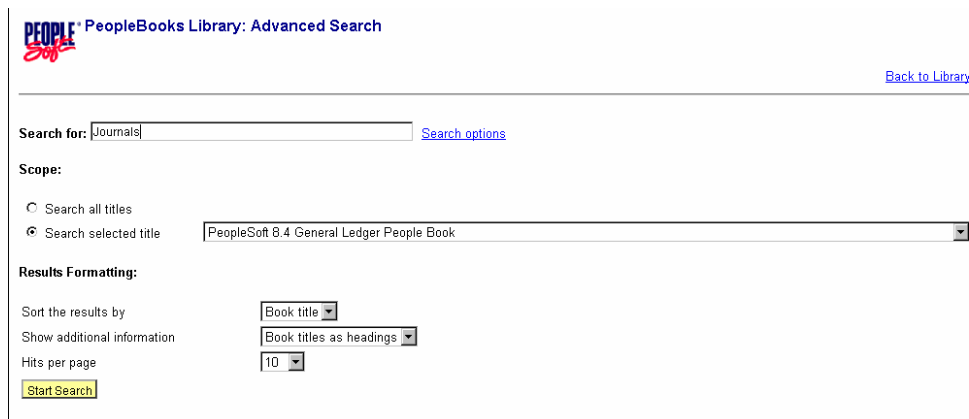 PEOPLE Soft ® PeopleBooks Library: Advanced Search
Back to Library
Search for: Journals Search options
Scope:
Search all titles
Search selected title PeopleSoft 8.4 General Ledger People Book
Results Formatting:
Sort the results by Book title
Show additional information Book titles as headings
Hits per page 10
Start Search